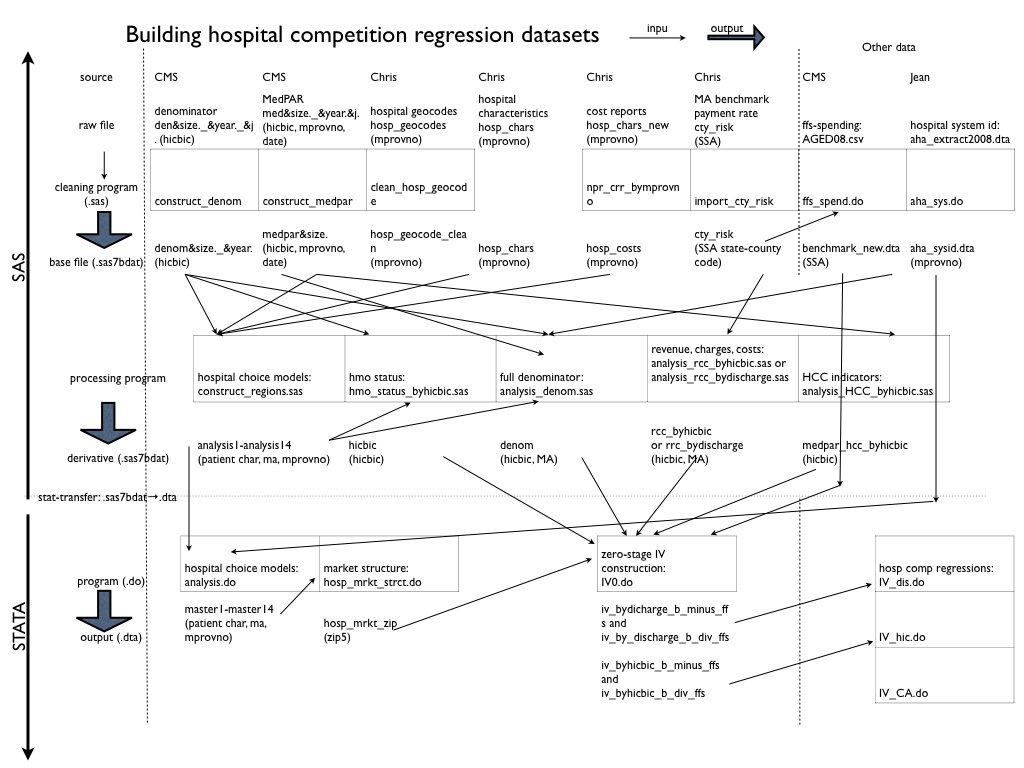 Building hospital competition regression datasets
inpu
output
Other data
source
CMS
CMS
Chris
Chris
Chris
Chris
CMS
Jean
raw file
denominator
den&size._&year._&j
. (hicbic)
MedPAR
med&size._&year.&j.
(hicbic, mprovno,
date)
hospital geocodes
hosp_geocodes
(mprovno)
hospital
characteristics
hosp_chars
(mprovno)
cost reports
hosp_chars_new
(mprovno)
MA benchmark
payment rate
cty_risk
(SSA)
ffs-spending:
AGED08.csv
hospital system id:
aha_extract2008.dta
cleaning program
(.sas)
construct_denom
construct_medpar
clean_hosp_geocod
e
npr_crr_bymprovn
o
import_cty_risk
ffs_spend.do
aha_sys.do
SAS
base file (.sas7bdat)
denom&size._&year.
(hicbic)
medpar&size.
(hicbic, mprovno,
date)
hosp_geocode_clea
n
(mprovno)
hosp_chars
(mprovno)
hosp_costs
(mprovno)
cty_risk
(SSA state-county
code)
benchmark_new.dta
(SSA)
aha_sysid.dta
(mprovno)
processing program
hospital choice models:
construct_regions.sas
hmo status:
hmo_status_byhicbic.sas
full denominator:
analysis_denom.sas
revenue, charges, costs:
analysis_rcc_byhicbic.sas or
analysis_rcc_bydischarge.sas
HCC indicators:
analysis_HCC_byhicbic.sas
derivative (.sas7bdat)
analysis1-analysis14
(patient char, ma, mprovno)
hicbic
(hicbic)
denom
(hicbic, MA)
rcc_byhicbic
or rrc_bydischarge
(hicbic, MA)
medpar_hcc_byhicbic
(hicbic)
stat-transfer: .sas7bdat→.dta
STATA
program (.do)
hospital choice models:
analysis.do
market structure:
hosp_mrkt_strct.do
zero-stage IV
construction:
IV0.do
hosp comp regressions:
IV_dis.do
output (.dta)
master1-master14
(patient char, ma,
mprovno)
hosp_mrkt_zip
(zip5)
iv_bydicharge_b_minus_ff
s and
iv_by_discharge_b_div_ffs
IV_hic.do
iv_byhicbic_b_minus_ffs
and
iv_byhicbic_b_div_ffs
IV_CA.do